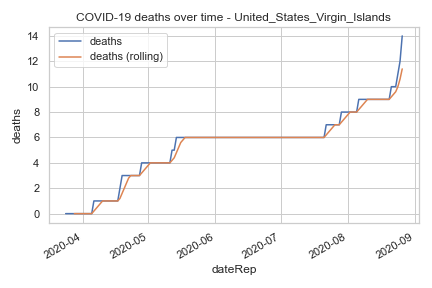 COVID-19 deaths over time - United_States_Virgin_Islands
deaths
deaths (rolling)
14
12
10
8
6
4
2
0
deaths
2020-04
2020-05
2020-06
2020-07
2020-08
2020-09
dateRep